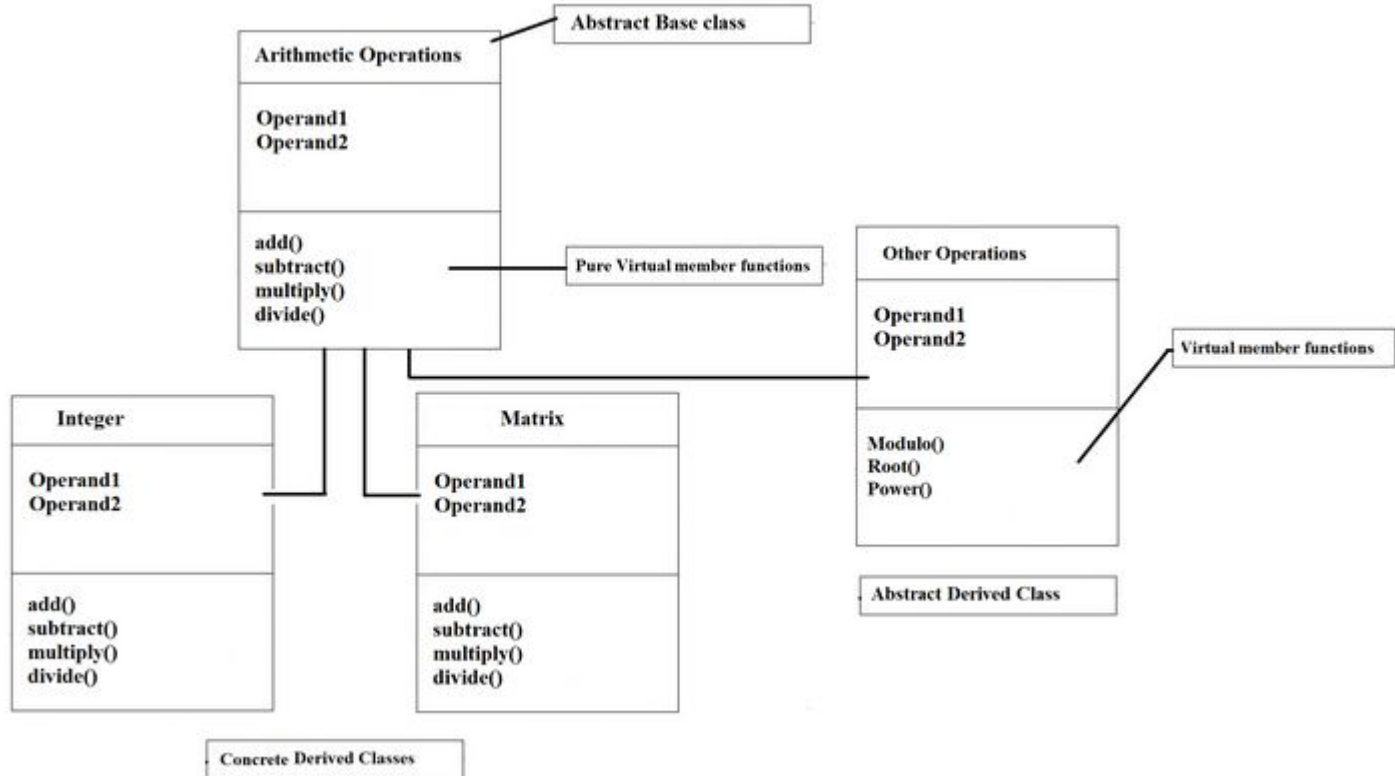 Abstract Base class
Arithmetic Operations
Operand1
Operand2
add()
subtract()
multiply()
divide()
Pure Virtual member functions
Other Operations
Operand1
Operand2
Modulo()
Root()
Power()
Virtual member functions
Abstract Derived Class
Integer
Operand1
Operand2
add()
subtract()
multiply()
divide()
Matrix
Operand1
Operand2
add()
subtract()
multiply()
divide()
Concrete Derived Classes